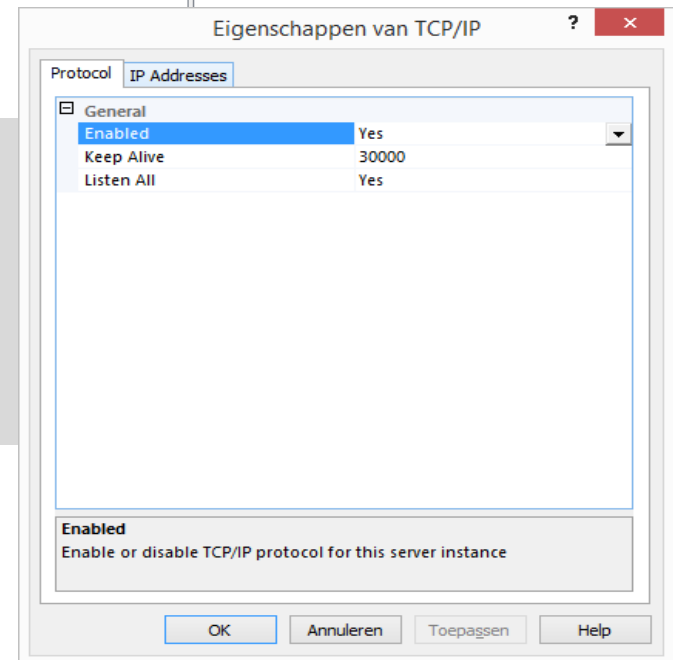 Eigenschappen van TCP/IP
Protocol IP Addresses
General
Enabled Yes
Keep Alive 30000
Listen All Yes
Enabled
Enable or disable TCP/IP protocol for this server instance
OK Annuleren Toepassen Help